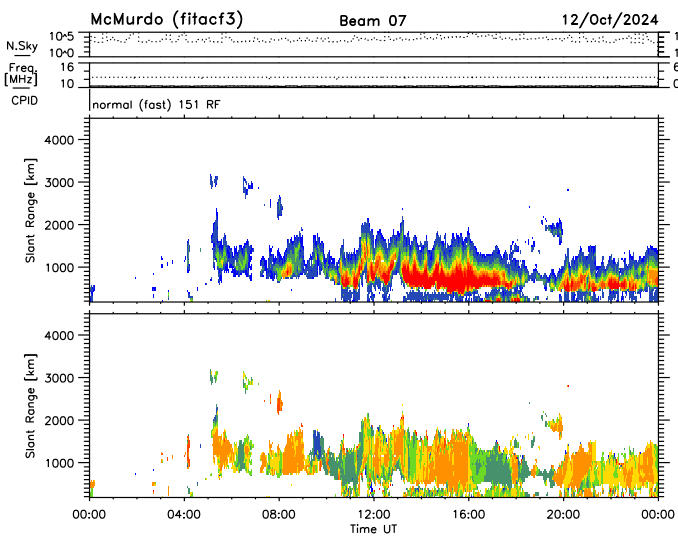 McMurdo (fitacf3) Beam 07 12/Oct/2024
N.Sky 10^5 10^0 1 1
Freq. [MHz] 16 10 6 0
CPID normal (fast) 151 RF
Slant Range [km] 4000 3000 2000 1000
Slant Range [km] 4000 3000 2000 1000
00:00 04:00 08:00 12:00 16:00 20:00 00:00
Time UT